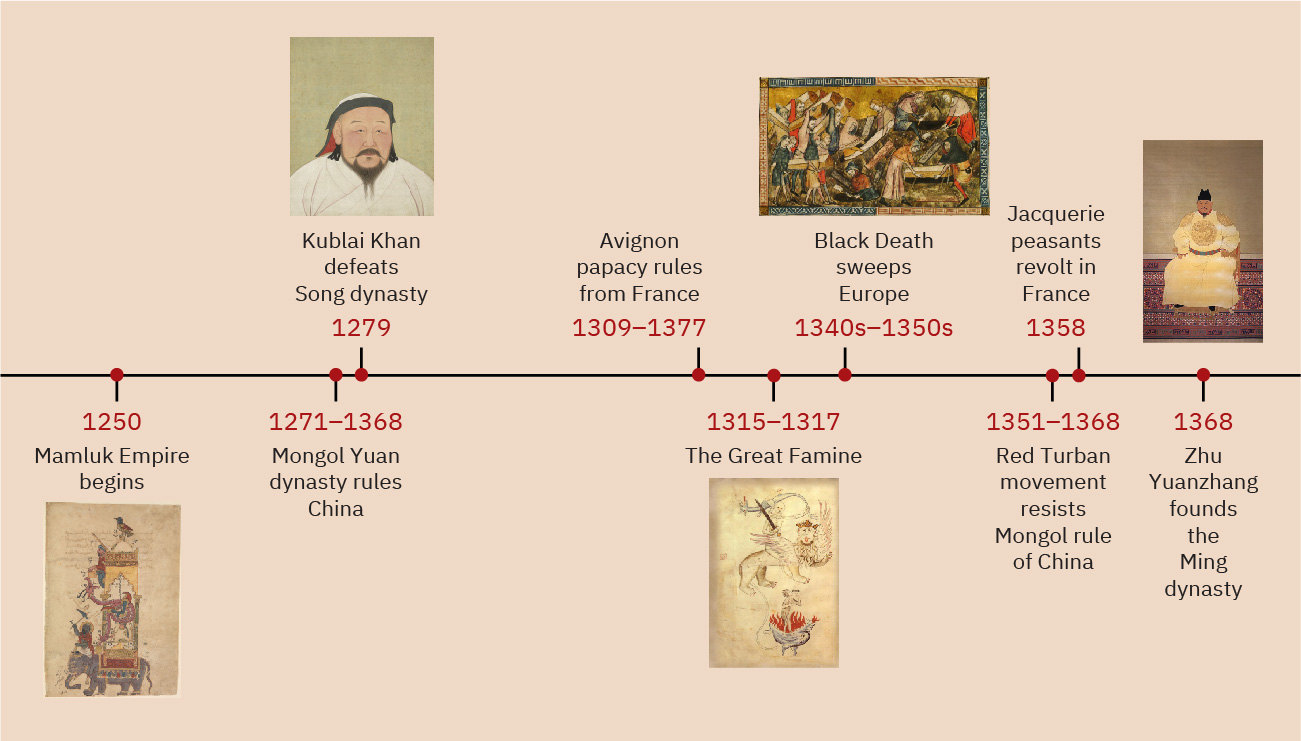 Kublai Khan
defeats
Song dynasty
1279
Avignon
papacy rules
from France
1309–1377
Black Death
sweeps
Europe
1340s–1350s
Jacquerie
peasants
revolt in
France
1358
1250
Mamluk Empire
begins
1271–1368
Mongol Yuan
dynasty rules
China
1315–1317
The Great Famine
1351–1368
Red Turban
movement
resists
Mongol rule
of China
1368
Zhu
Yuanzhang
founds
the
Ming
dynasty